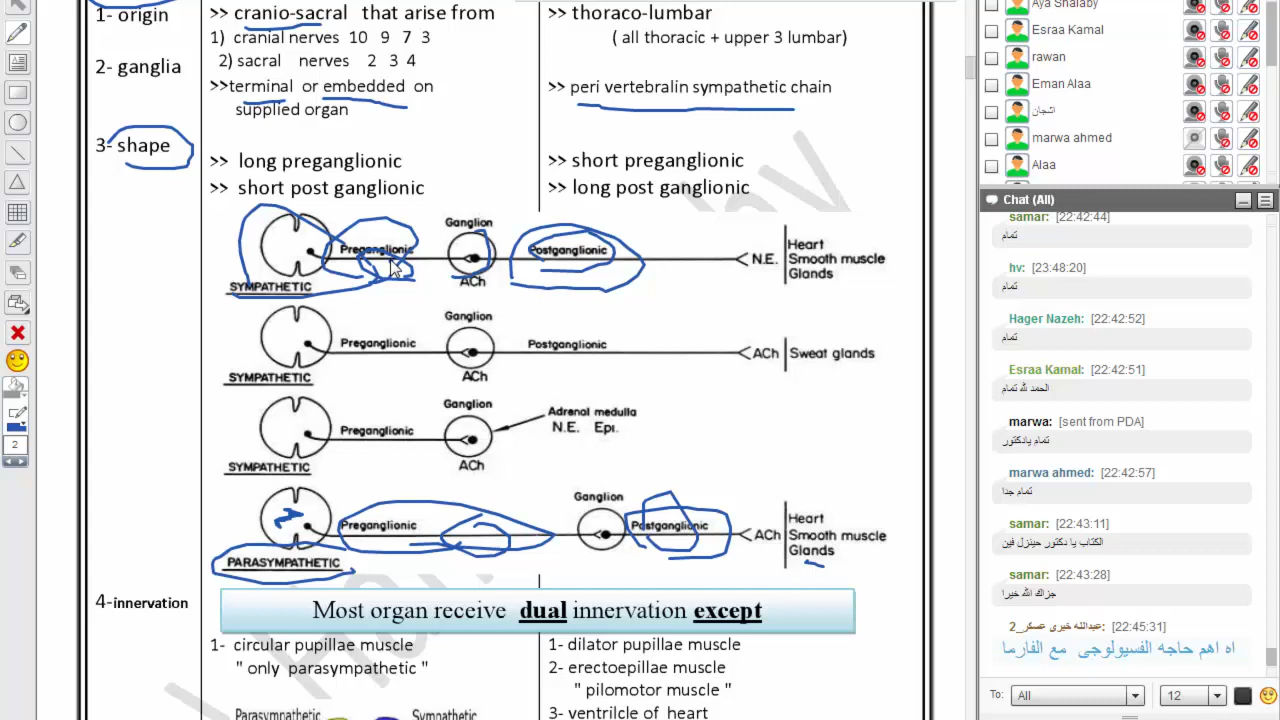 1- origin
>> cranio-sacral that arise from
>> thoraco-lumbar
1) cranial nerves 10 9 7 3
( all thoracic + upper 3 lumbar)
2) sacral nerves 2 3 4
2- ganglia
>>terminal or embedded on
>> peri vertebralin sympathetic chain
supplied organ
3- shape
>> long preganglionic
>> short preganglionic
>> short post ganglionic
>> long post ganglionic
Preganglionic
Ganglion
ACh
Postganglionic
N.E.
Heart
Smooth muscle
Glands
SYMPATHETIC
Preganglionic
Ganglion
ACh
Postganglionic
ACh
Sweat glands
SYMPATHETIC
Preganglionic
Ganglion
ACh
Adrenal medulla
N.E. Epi.
SYMPATHETIC
Preganglionic
Ganglion
Postganglionic
ACh
Heart
Smooth muscle
Glands
PARASYMPATHETIC
4-innervation
Most organ receive dual innervation except
1- circular pupillae muscle
" only parasympathetic "
1- dilator pupillae muscle
2- erectoepillae muscle
" pilomotor muscle "
3- ventrilcle of heart
Parasympathetic
Sympathetic
2
Aya Shalaby
Esraa Kamal
rawan
Eman Aalaa
marwa ahmed
Alaa
Chat (All)
samar: [22:42:44]
تمام
hv: [23:48:20]
تمام
Hager Nazeh: [22:42:52]
تمام
Esraa Kamal: [22:42:51]
الحمد لله تمام
marwa: [sent from PDA]
تمام يادكتور
marwa ahmed: [22:42:57]
تمام جدا
samar: [22:43:11]
الكتاب يا دكتور حينزل فين
samar: [22:43:28]
جزاك الله خيرا
عبدالله خيرى عسكر_2: [22:45:31]
اه اهم حاجه الفسيولوجى مع الفارما
To: All 12